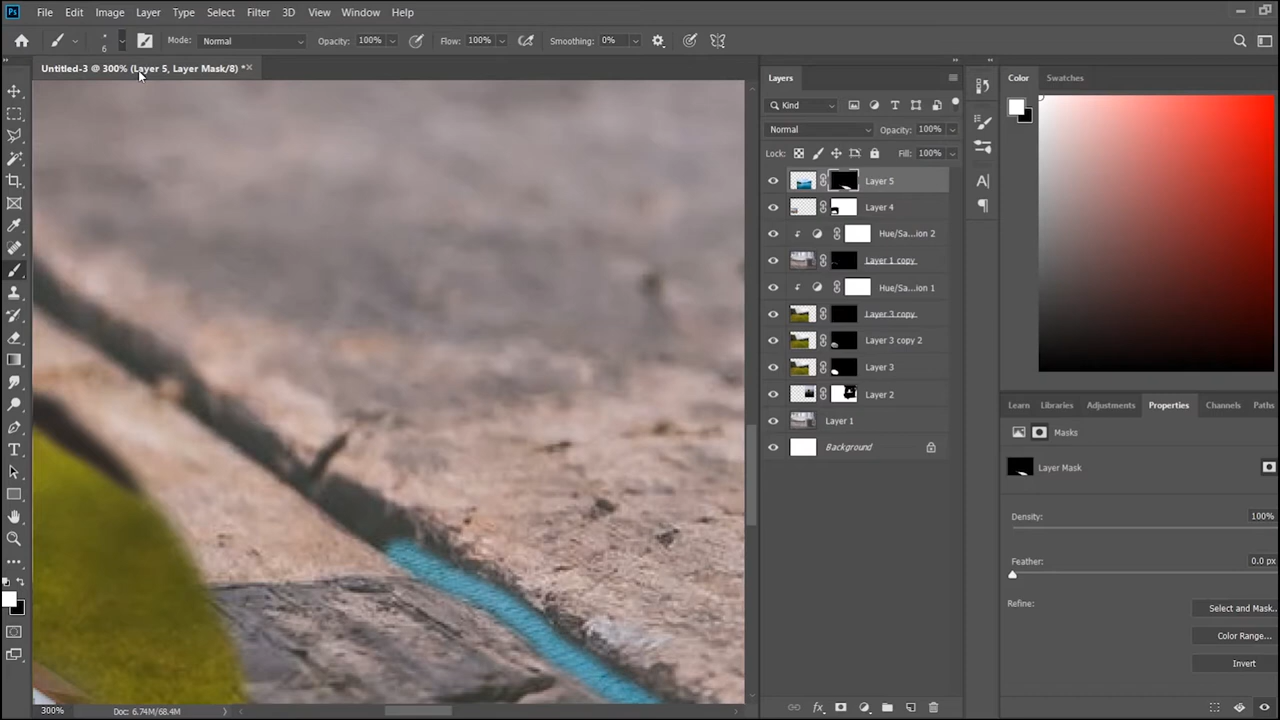 Ps File Edit Image Layer Type Select Filter 3D View Window Help
6 Mode: Normal Opacity: 100% Flow: 100% Smoothing: 0%
Untitled-3 @ 300% (Layer 5, Layer Mask/8) *
Layers
Kind
Normal Opacity: 100%
Lock: Fill: 100%
Layer 5
Layer 4
Hue/Sa...ion 2
Layer 1 copy
Hue/Sa...ion 1
Layer 3 copy
Layer 3 copy 2
Layer 3
Layer 2
Layer 1
Background
Color Swatches
Learn Libraries Adjustments Properties Channels Paths
Masks
Layer Mask
Density: 100%
Feather: 0.0 px
Refine: Select and Mask...
Color Range...
Invert
300% Doc: 6.74M/68.4M